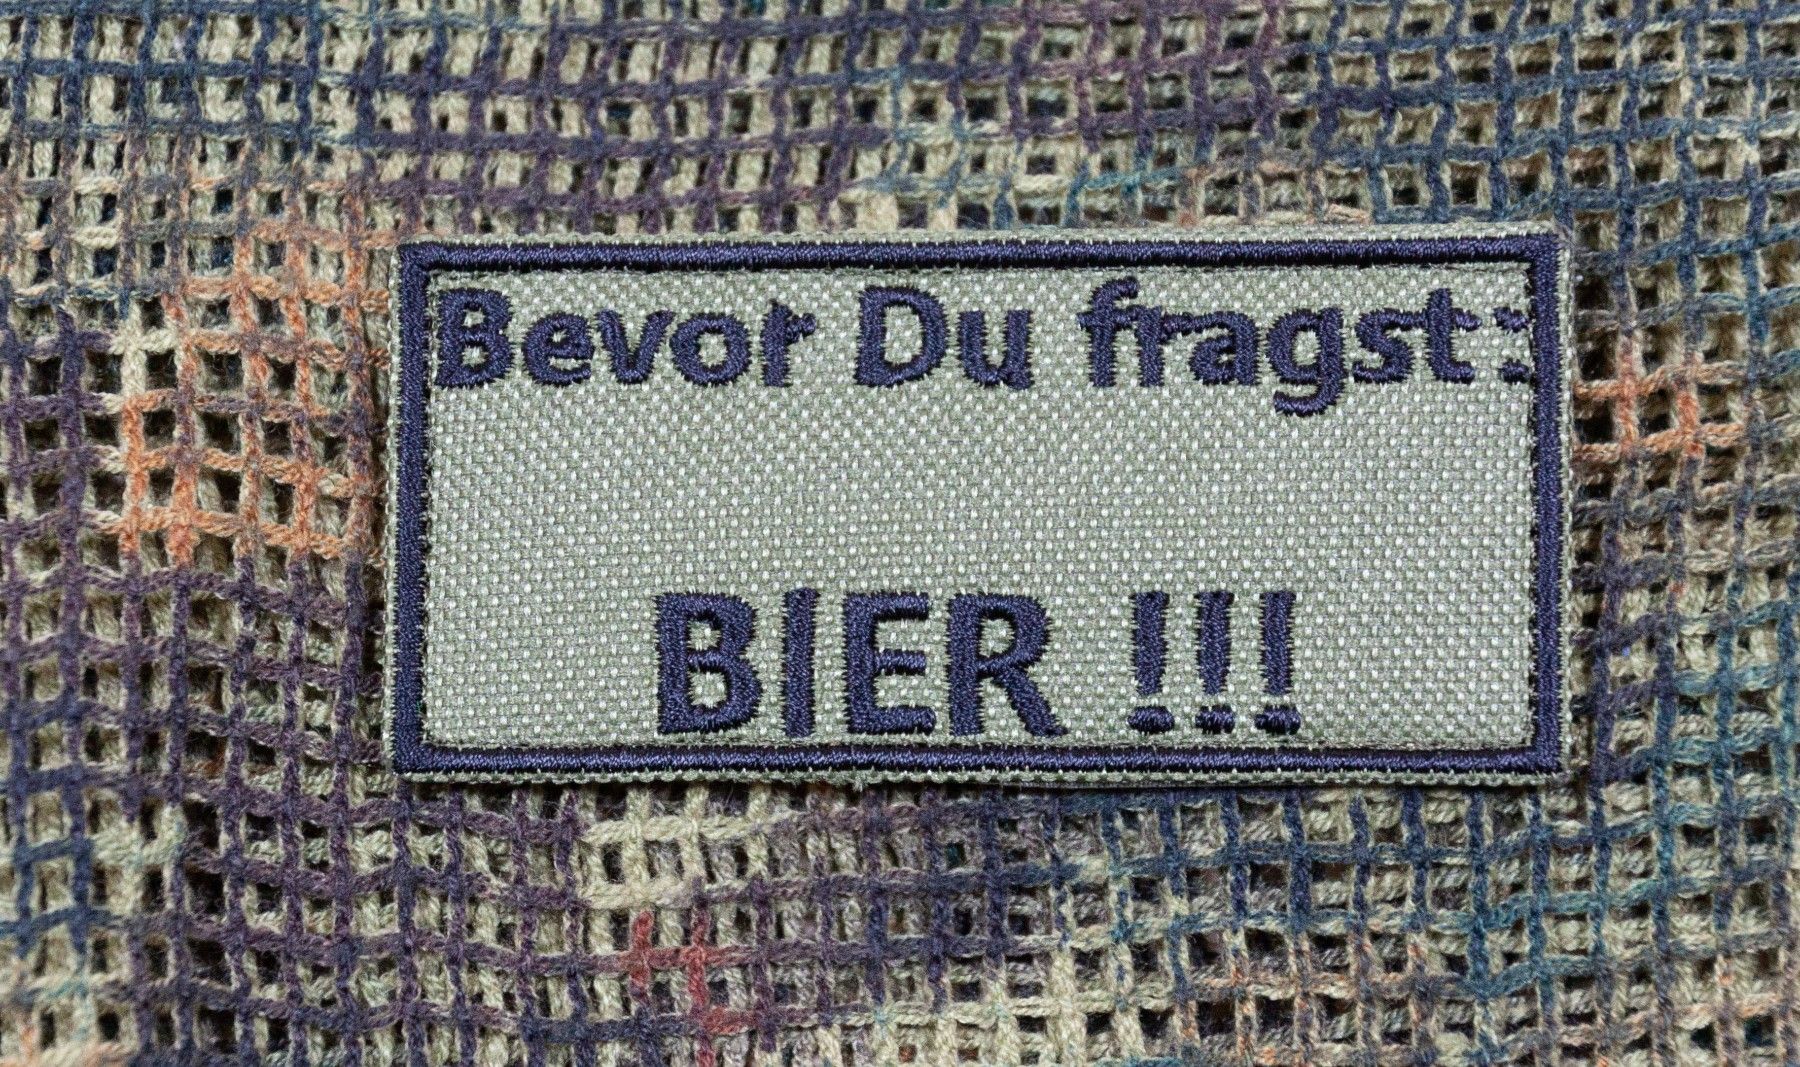 Bevor Du fragst:
BIER !!!